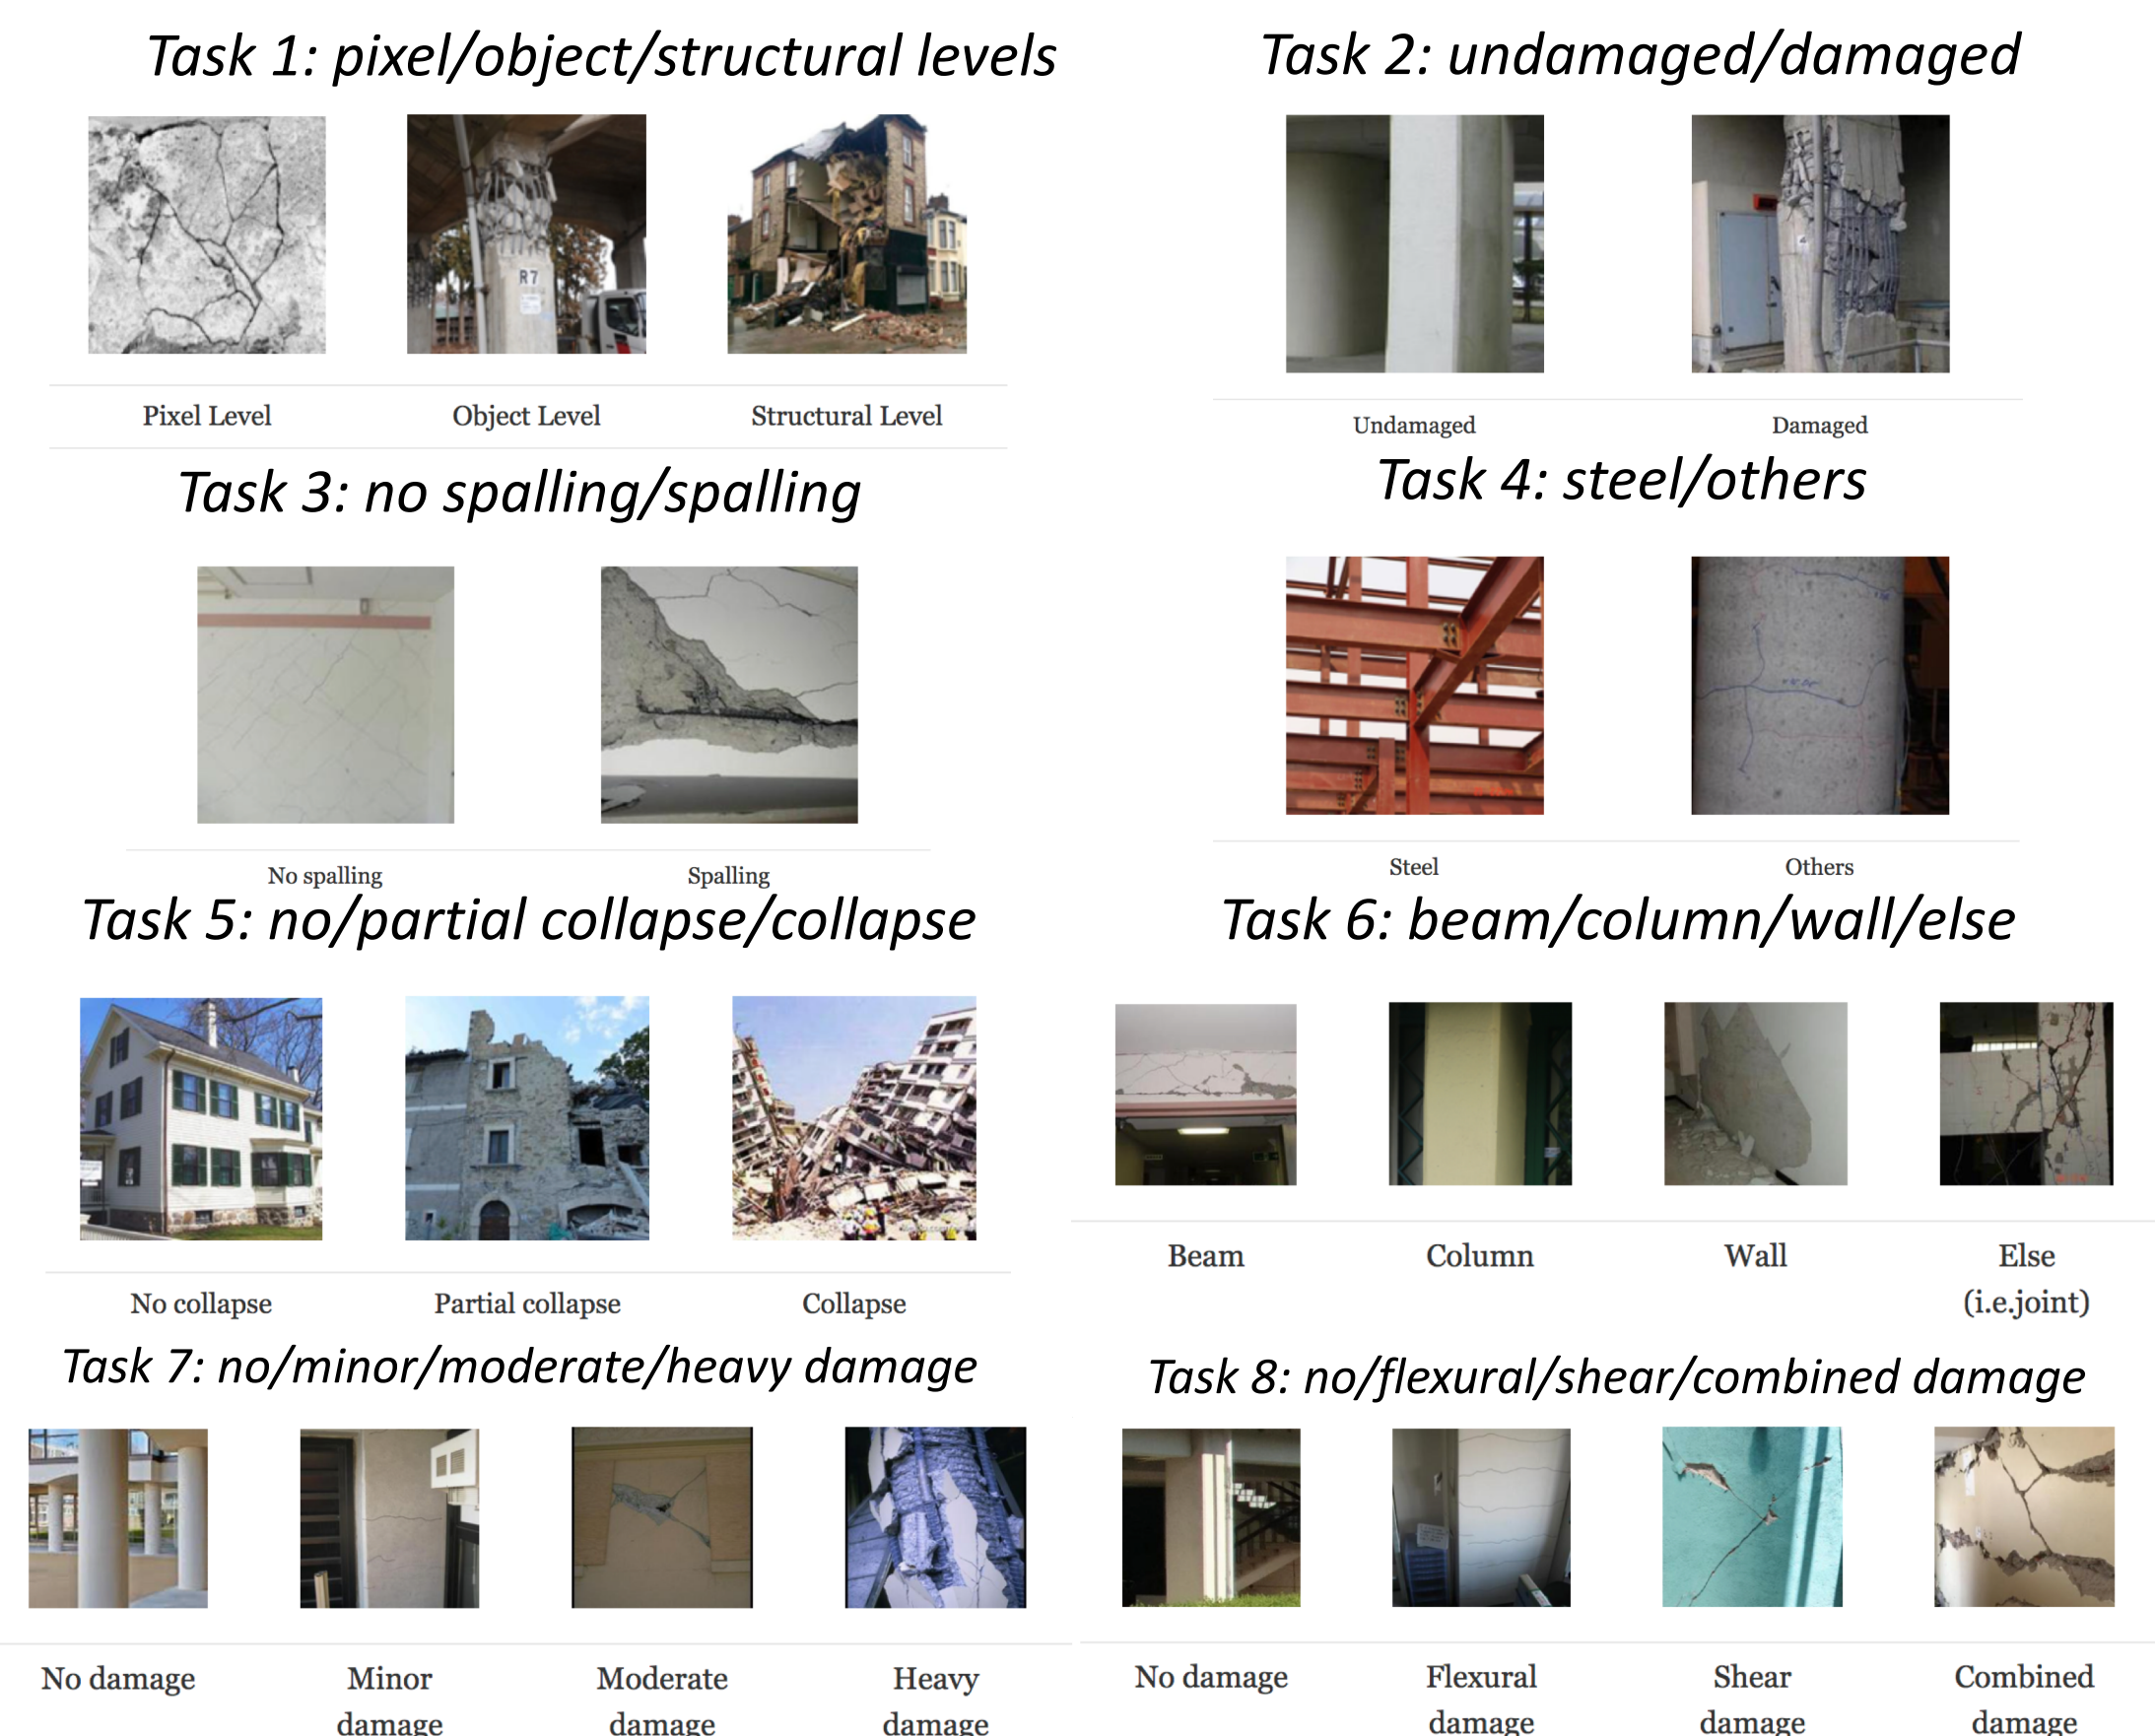 Task 1: pixel/object/structural levels
Task 2: undamaged/damaged
R7
Pixel Level
Object Level
Structural Level
Undamaged
Damaged
Task 3: no spalling/spalling
Task 4: steel/others
No spalling
Spalling
Steel
Others
Task 5: no/partial collapse/collapse
Task 6: beam/column/wall/else
No collapse
Partial collapse
Collapse
Beam
Column
Wall
Else
(i.e.joint)
Task 7: no/minor/moderate/heavy damage
Task 8: no/flexural/shear/combined damage
No damage
Minor
damage
Moderate
damage
Heavy
damage
No damage
Flexural
damage
Shear
damage
Combined
damage